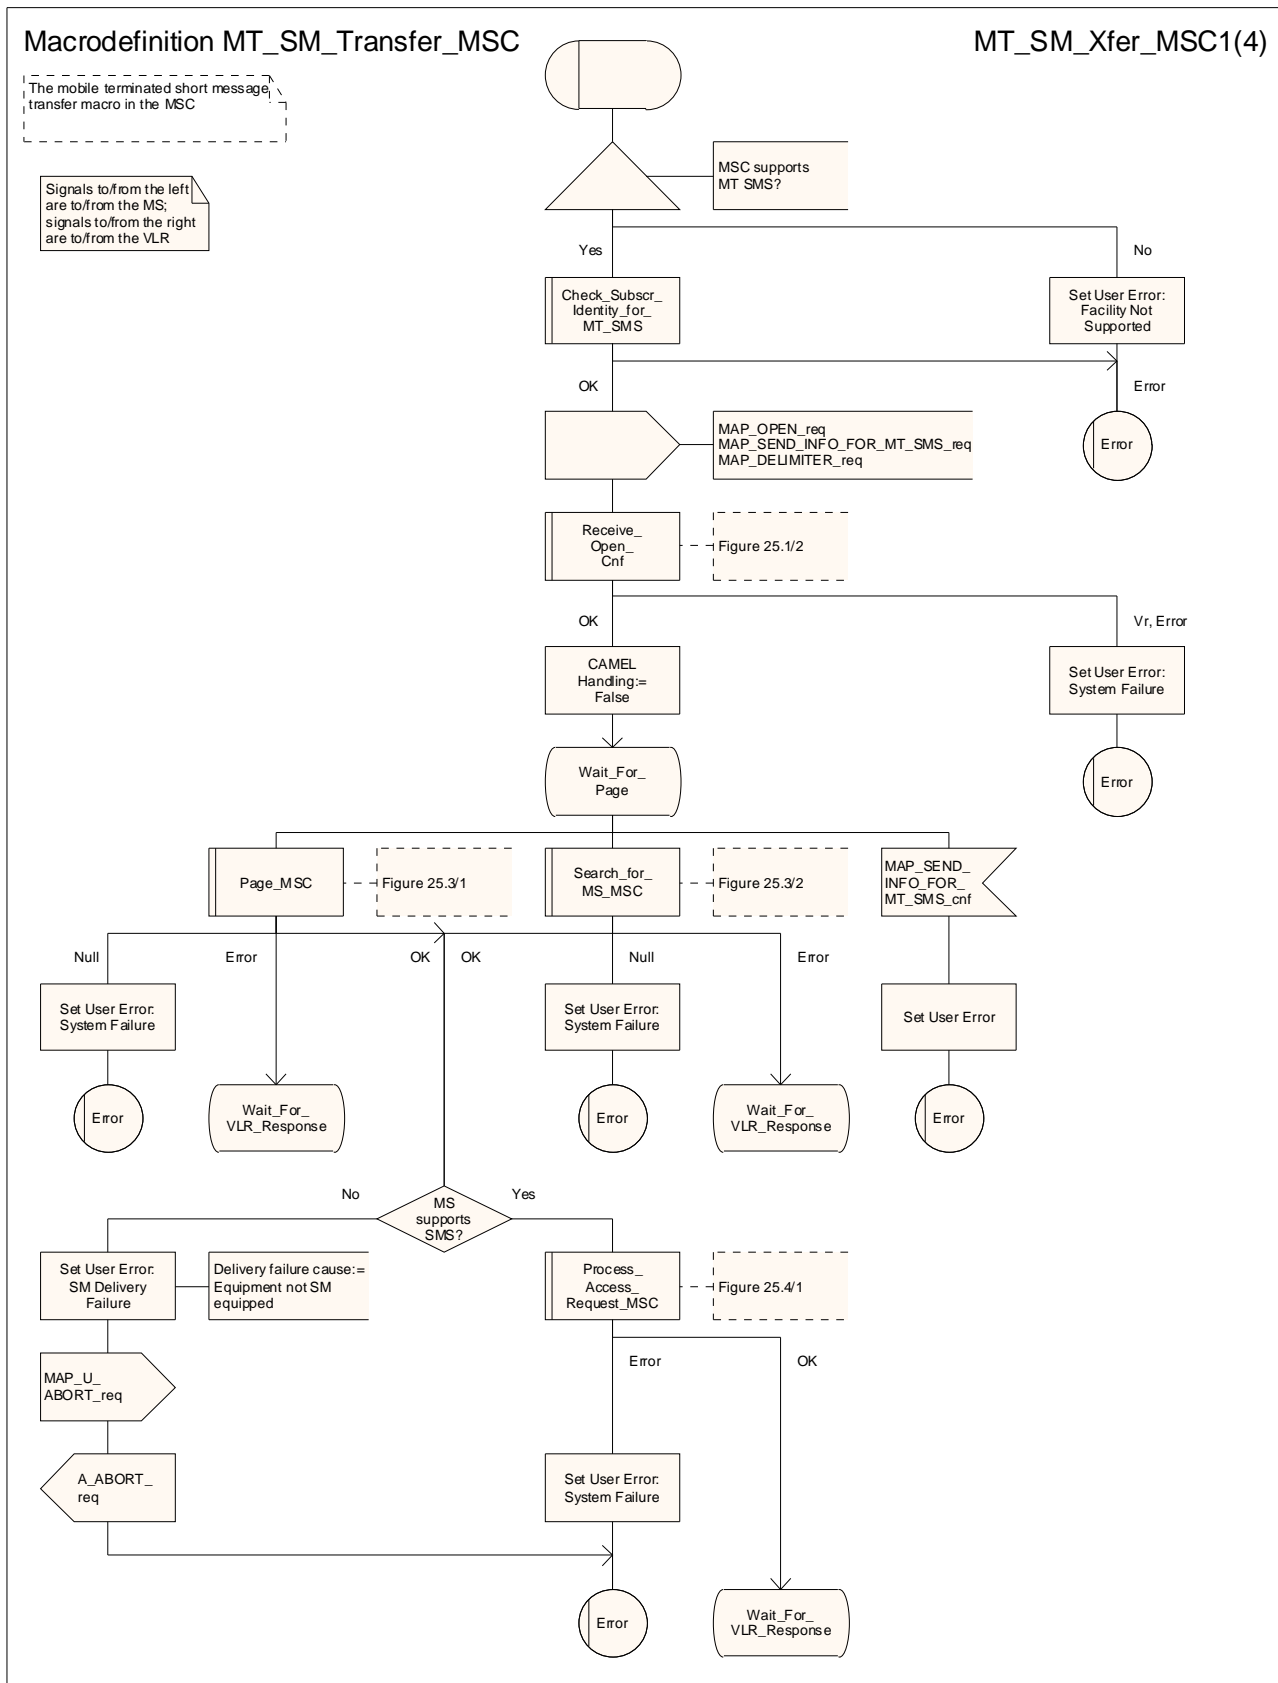 Macrodefinition MT_SM_Transfer_MSC
MT_SM_Xfer_MSC1(4)
The mobile terminated short message
transfer macro in the MSC
Signals to/from the left
are to/from the MS;
signals to/from the right
are to/from the VLR
MSC supports
MT SMS?
Yes
No
Check_Subscr_
Identity_for_
MT_SMS
Set User Error:
Facility Not
Supported
OK
Error
MAP_OPEN_req
MAP_SEND_INFO_FOR_MT_SMS_req
MAP_DELIMITER_req
Error
Receive_
Open_
Cnf
Figure 25.1/2
OK
Vr, Error
CAMEL
Handling:=
False
Set User Error:
System Failure
Wait_For_
Page
Error
Page_MSC
Figure 25.3/1
Search_for_
MS_MSC
Figure 25.3/2
MAP_SEND_
INFO_FOR_
MT_SMS_cnf
Null
Error
OK
OK
Null
Error
Set User Error:
System Failure
Set User Error:
System Failure
Set User Error
Error
Wait_For_
VLR_Response
Error
Wait_For_
VLR_Response
Error
No
MS
supports
SMS?
Yes
Set User Error:
SM Delivery
Failure
Delivery failure cause:=
Equipment not SM
equipped
Process_
Access_
Request_MSC
Figure 25.4/1
Error
OK
MAP_U_
ABORT_req
A_ABORT_
req
Set User Error:
System Failure
Error
Wait_For_
VLR_Response